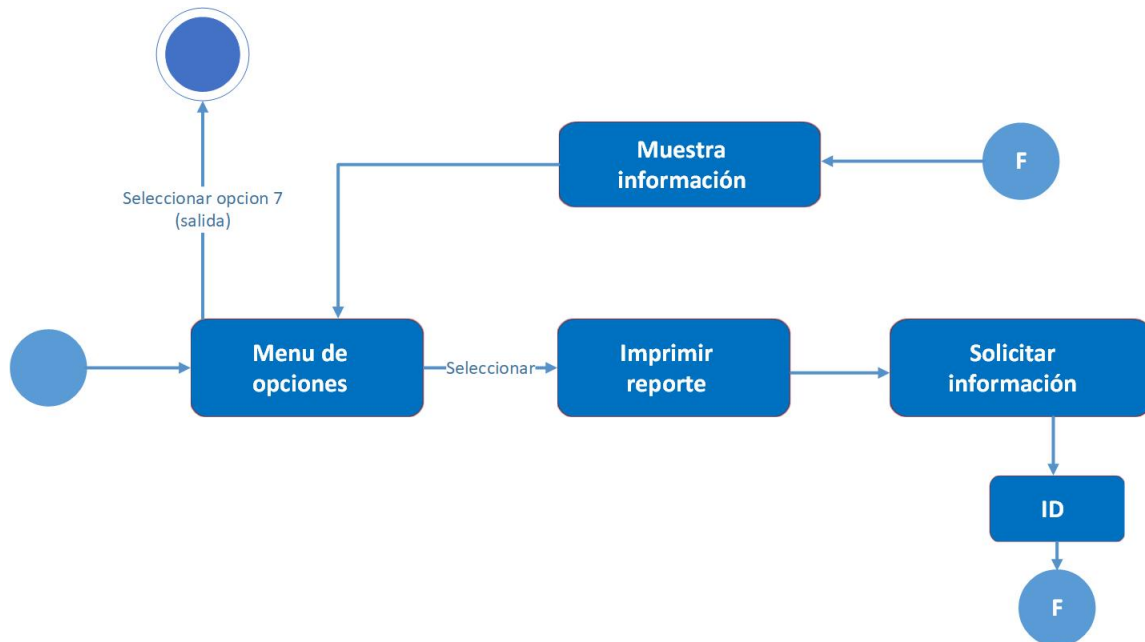 Seleccionar opcion 7
(salida)
Muestra
información
F
Menu de
opciones
Seleccionar
Imprimir
reporte
Solicitar
información
ID
F